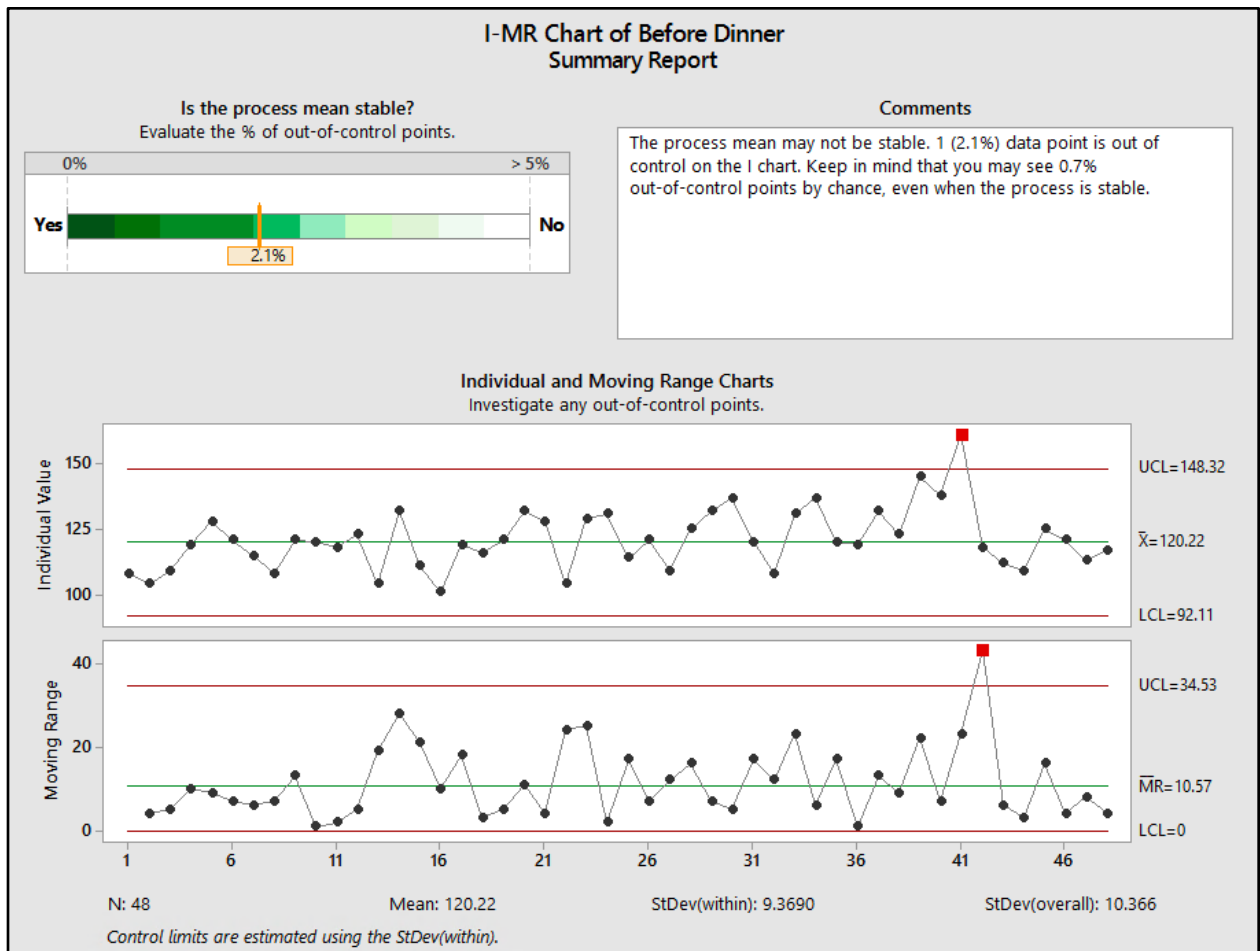 I-MR Chart of Before Dinner
Summary Report
Is the process mean stable?
Evaluate the % of out-of-control points.
0%
> 5%
Yes
No
2.1%
Comments
The process mean may not be stable. 1 (2.1%) data point is out of
control on the I chart. Keep in mind that you may see 0.7%
out-of-control points by chance, even when the process is stable.
Individual and Moving Range Charts
Investigate any out-of-control points.
Individual Value
150
125
100
UCL=148.32
X̄=120.22
LCL=92.11
Moving Range
40
20
0
UCL=34.53
M̅R̅=10.57
LCL=0
1 6 11 16 21 26 31 36 41 46
N: 48 Mean: 120.22 StDev(within): 9.3690 StDev(overall): 10.366
Control limits are estimated using the StDev(within).